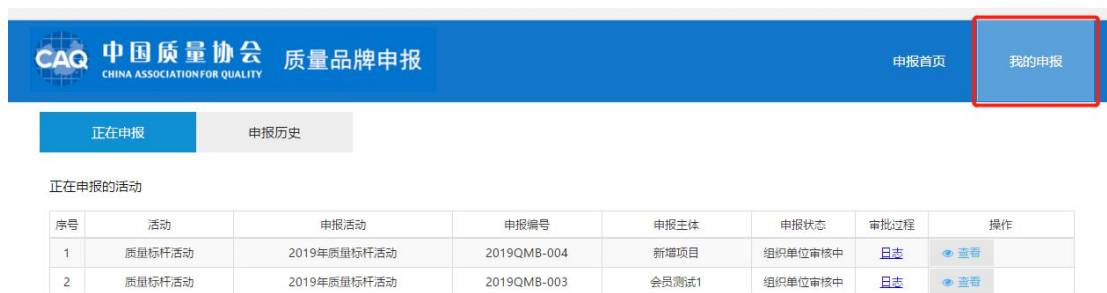 CAQ 中国质量协会 质量品牌申报 申报首页 我的申报
CHINA ASSOCIATION FOR QUALITY
正在申报 申报历史
正在申报的活动
序号 活动 申报活动 申报编号 申报主体 申报状态 审批过程 操作
1 质量标杆活动 2019年质量标杆活动 2019QMB-004 新增项目 组织单位审核中 日志 查看
2 质量标杆活动 2019年质量标杆活动 2019QMB-003 会员测试1 组织单位审核中 日志 查看